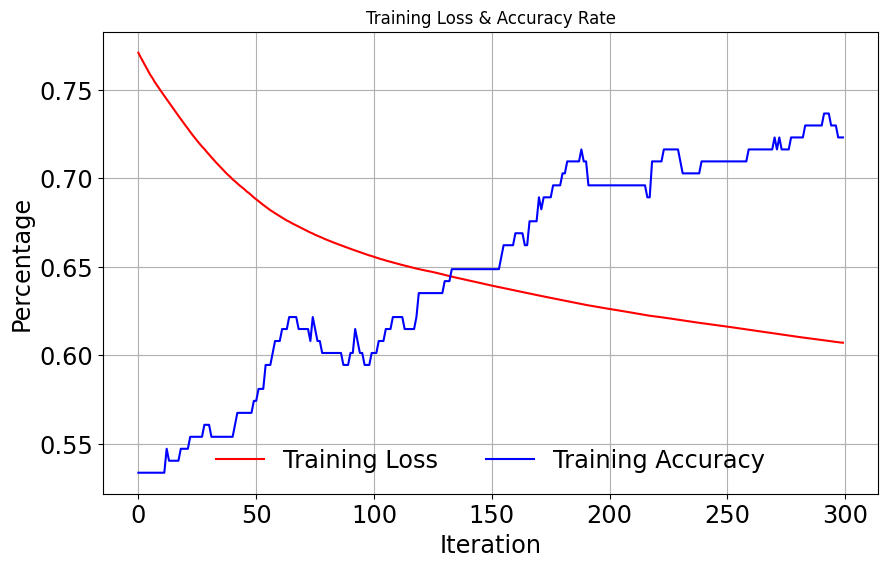 Training Loss & Accuracy Rate
Percentage
0.75
0.70
0.65
0.60
0.55
Training Loss
Training Accuracy
0
50
100
150
200
250
300
Iteration